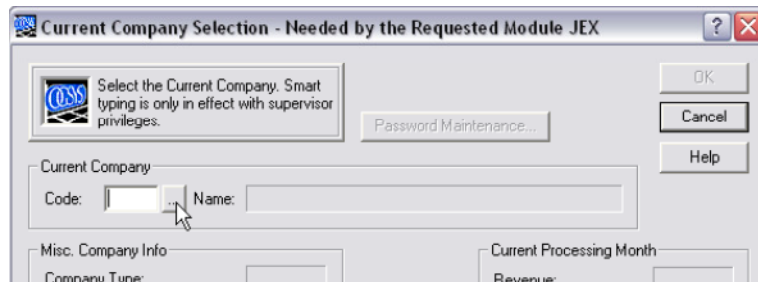 Current Company Selection - Needed by the Requested Module JEX
Select the Current Company. Smart
typing is only in effect with supervisor
privileges.
OK
Password Maintenance...
Cancel
Help
Current Company
Code:
...
Name:
Misc. Company Info
Current Processing Month
Company Type:
Revenue: